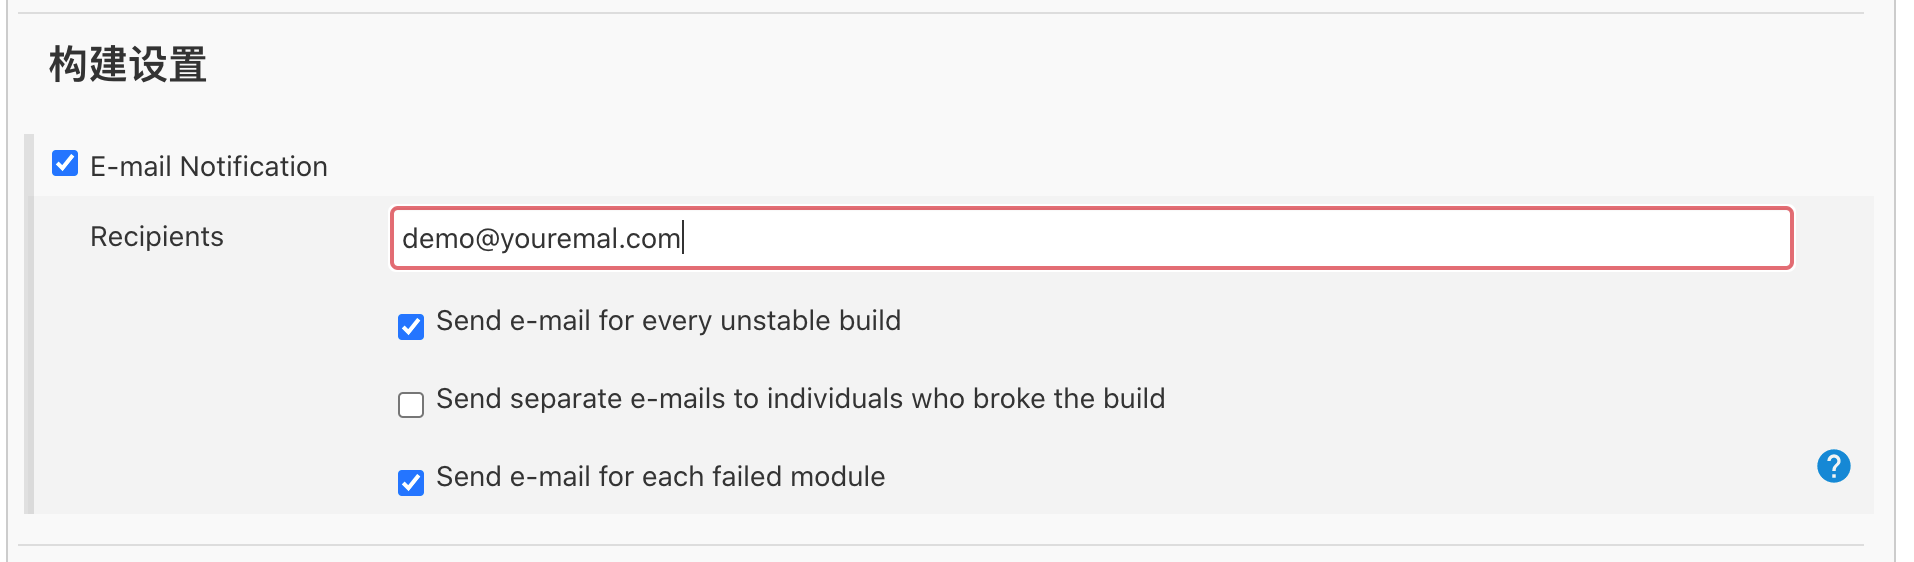 构建设置
E-mail Notification
Recipients
demo@youremal.com
Send e-mail for every unstable build
Send separate e-mails to individuals who broke the build
Send e-mail for each failed module
?